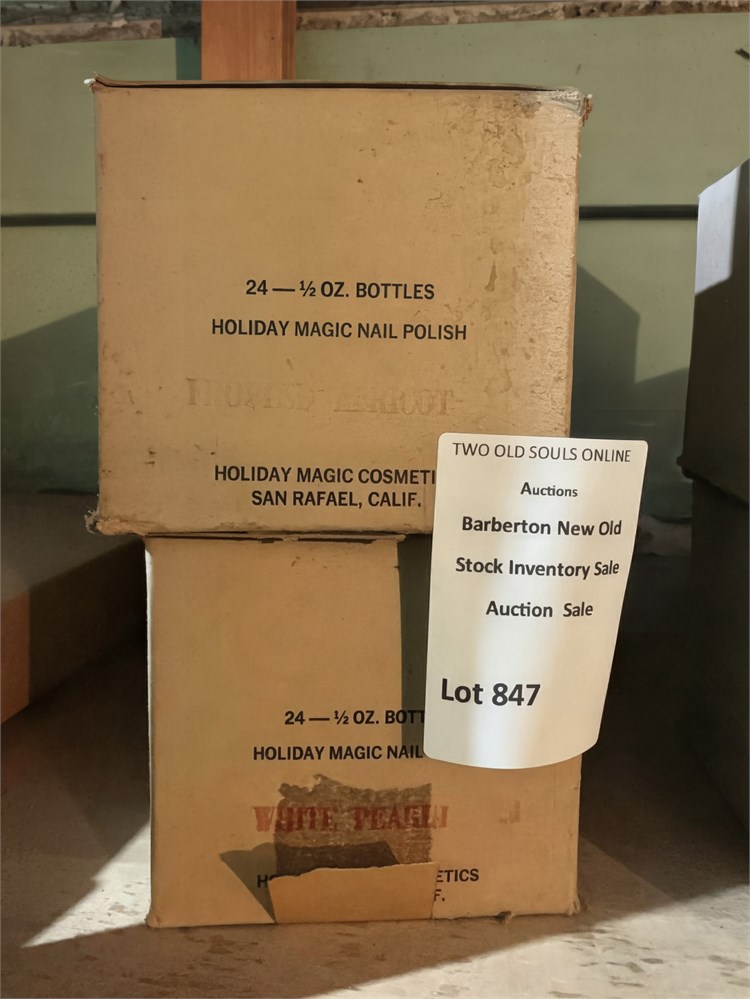 24 — ½ OZ. BOTTLES
HOLIDAY MAGIC NAIL POLISH
APRICOT
HOLIDAY MAGIC COSMETI
SAN RAFAEL, CALIF.
TWO OLD SOULS ONLINE
Auctions
Barberton New Old
Stock Inventory Sale
Auction Sale
Lot 847
24 — ½ OZ. BOTT
HOLIDAY MAGIC NAIL
WHITE PEARL
HO ETICS
F.